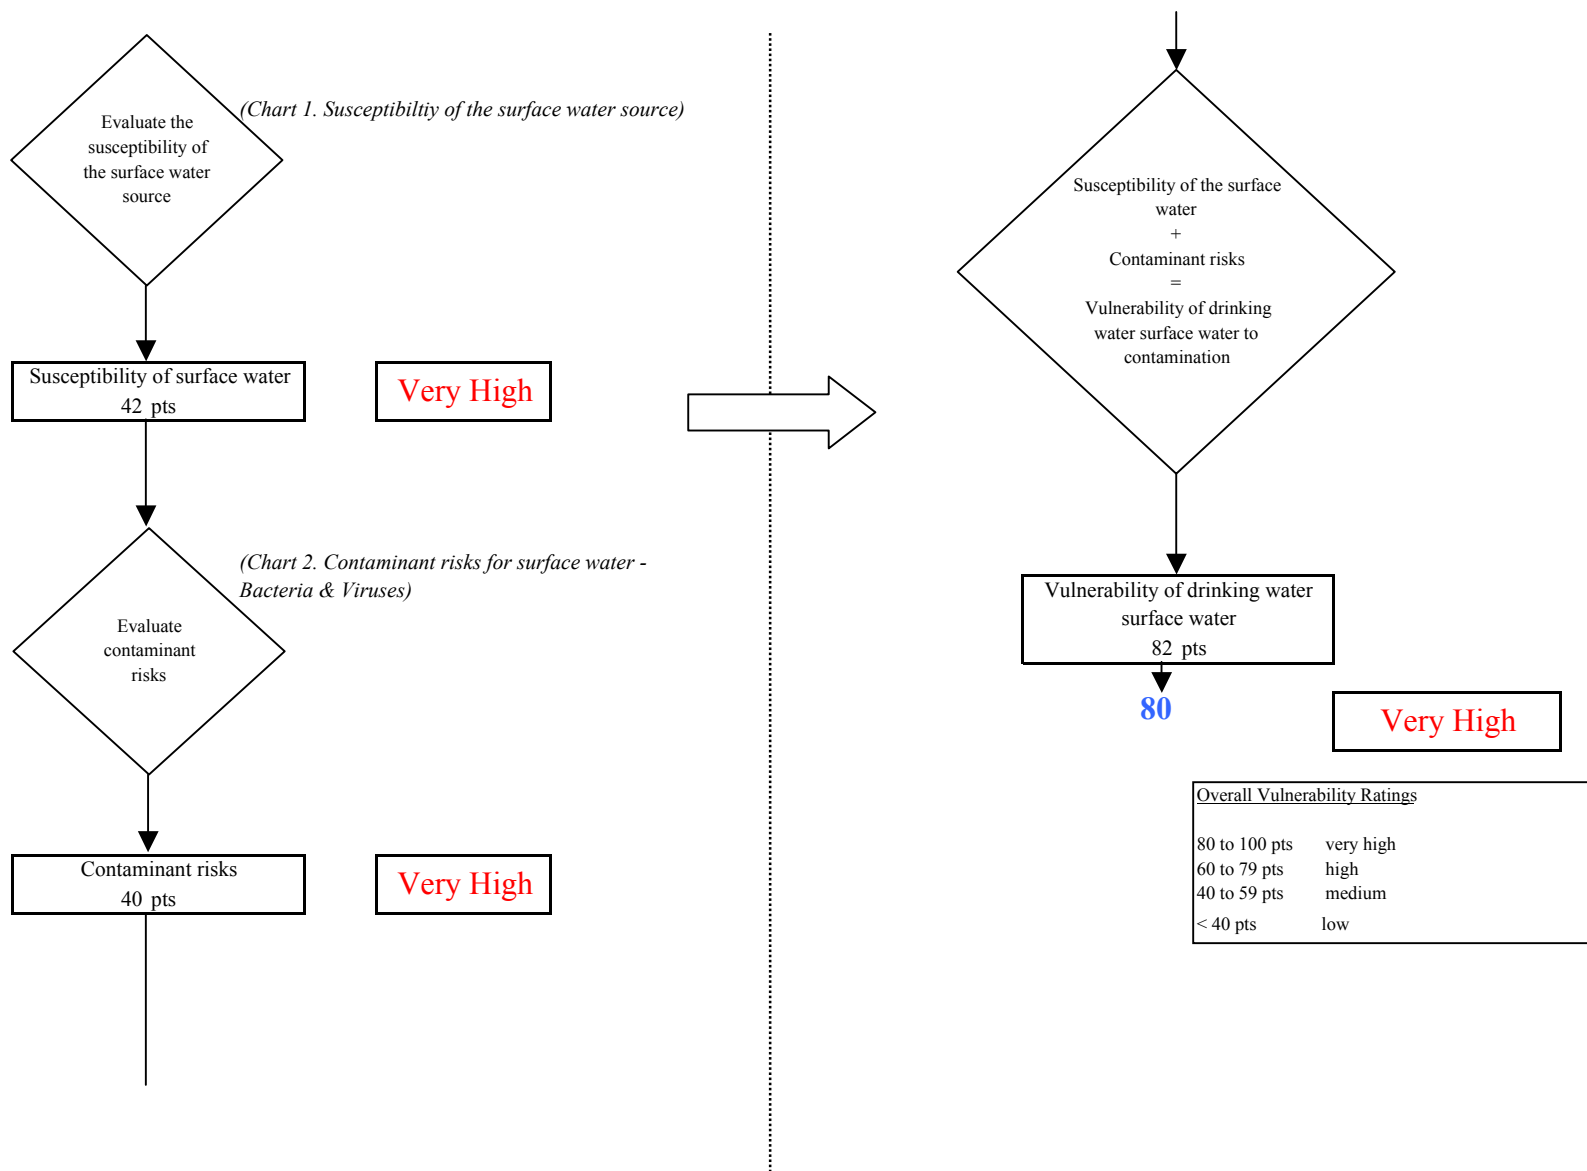 Evaluate the
susceptibility of
the surface water
source
(Chart 1. Susceptibiltiy of the surface water source)
Susceptibility of surface water
42 pts
Very High
Evaluate
contaminant
risks
(Chart 2. Contaminant risks for surface water -
Bacteria & Viruses)
Contaminant risks
40 pts
Very High
Susceptibility of the surface
water
+
Contaminant risks
=
Vulnerability of drinking
water surface water to
contamination
Vulnerability of drinking water
surface water
82 pts
80
Very High
Overall Vulnerability Ratings
80 to 100 pts very high
60 to 79 pts high
40 to 59 pts medium
< 40 pts low